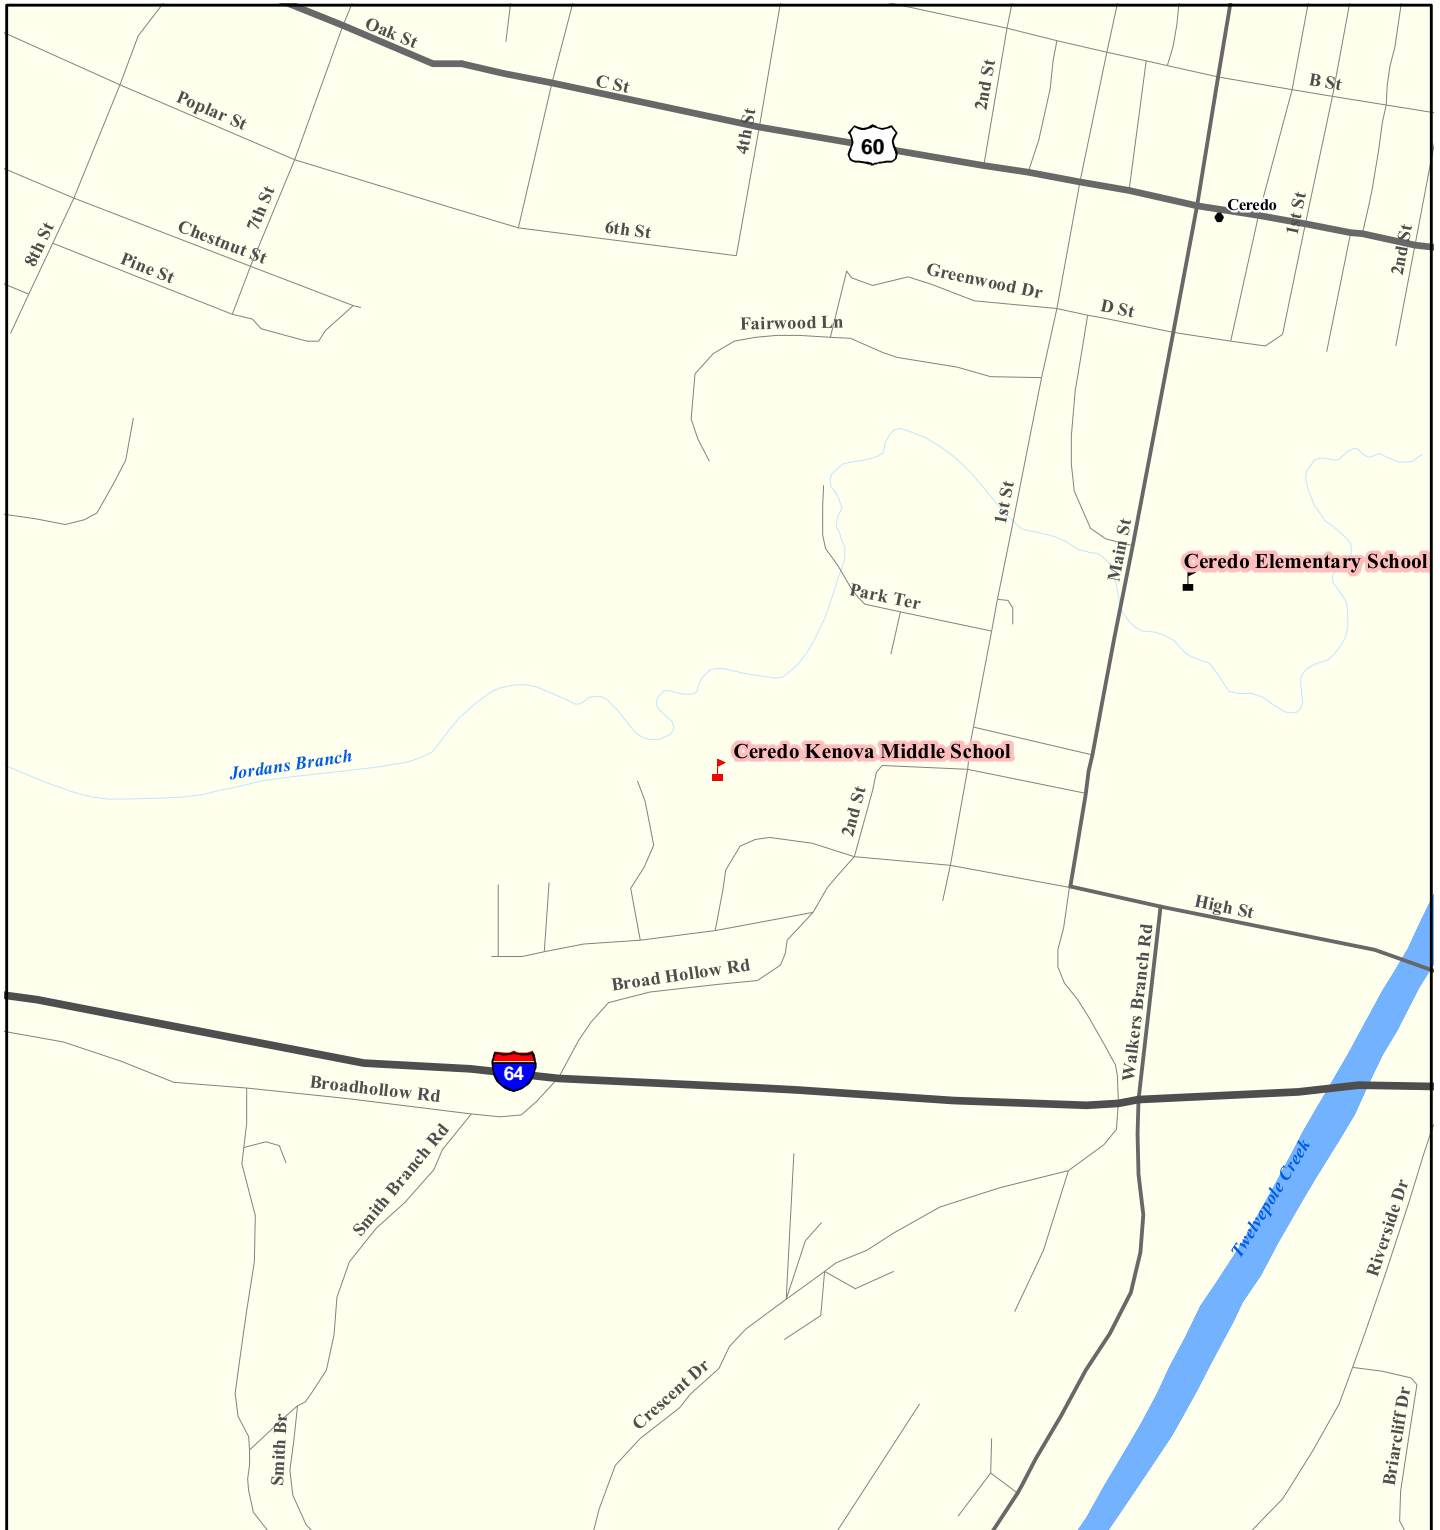 Oak St
C St
B St
2nd St
Poplar St
4th St
60
7th St
Ceredo
1st St
6th St
8th St
Chestnut St
2nd St
Pine St
Greenwood Dr
D St
Fairwood Ln
1st St
Main St
Ceredo Elementary School
Park Ter
Jordans Branch
Ceredo Kenova Middle School
2nd St
High St
Broad Hollow Rd
Walkers Branch Rd
64
Broadhollow Rd
Smith Branch Rd
Twelvepole Creek
Riverside Dr
Crescent Dr
Smith Br
Briarcliff Dr